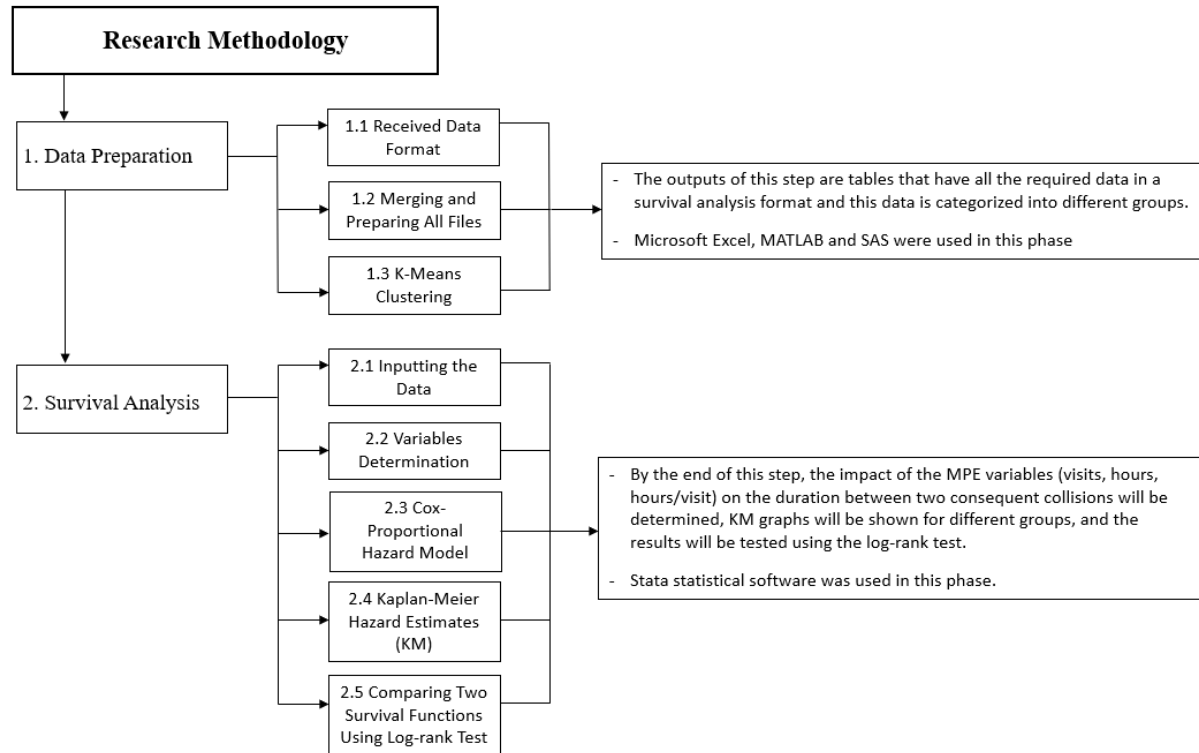 Research Methodology
1. Data Preparation
1.1 Received Data
Format
1.2 Merging and
Preparing All Files
1.3 K-Means
Clustering
- The outputs of this step are tables that have all the required data in a
survival analysis format and this data is categorized into different groups.
- Microsoft Excel, MATLAB and SAS were used in this phase
2. Survival Analysis
2.1 Inputting the
Data
2.2 Variables
Determination
2.3 Cox-
Proportional
Hazard Model
2.4 Kaplan-Meier
Hazard Estimates
(KM)
2.5 Comparing Two
Survival Functions
Using Log-rank Test
- By the end of this step, the impact of the MPE variables (visits, hours,
hours/visit) on the duration between two consequent collisions will be
determined, KM graphs will be shown for different groups, and the
results will be tested using the log-rank test.
- Stata statistical software was used in this phase.